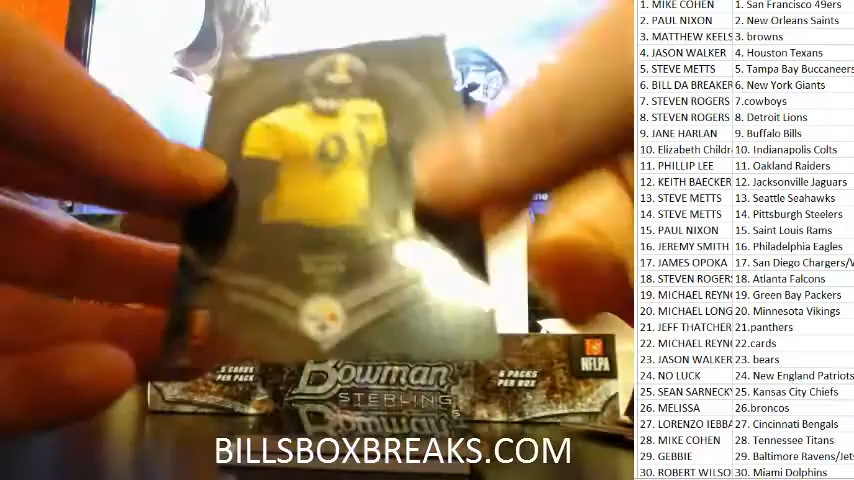 1. MIKE COHEN 1. San Francisco 49ers
2. PAUL NIXON 2. New Orleans Saints
3. MATTHEW KEELS 3. browns
4. JASON WALKER 4. Houston Texans
5. STEVE METTS 5. Tampa Bay Buccaneers
6. BILL DA BREAKER 6. New York Giants
7. STEVEN ROGERS 7.cowboys
8. STEVEN ROGERS 8. Detroit Lions
9. JANE HARLAN 9. Buffalo Bills
10. Elizabeth Childr 10. Indianapolis Colts
11. PHILLIP LEE 11. Oakland Raiders
12. KEITH BAECKER 12. Jacksonville Jaguars
13. STEVE METTS 13. Seattle Seahawks
14. STEVE METTS 14. Pittsburgh Steelers
15. PAUL NIXON 15. Saint Louis Rams
16. JEREMY SMITH 16. Philadelphia Eagles
17. JAMES OPOKA 17. San Diego Chargers/V
18. STEVEN ROGERS 18. Atlanta Falcons
19. MICHAEL REYN 19. Green Bay Packers
20. MICHAEL LONG 20. Minnesota Vikings
21. JEFF THATCHER 21.panthers
22. MICHAEL REYN 22.cards
23. JASON WALKER 23. bears
24. NO LUCK 24. New England Patriots
25. SEAN SARNECK 25. Kansas City Chiefs
26. MELISSA 26.broncos
27. LORENZO IEBBA 27. Cincinnati Bengals
28. MIKE COHEN 28. Tennessee Titans
29. GEBBIE 29. Baltimore Ravens/Jets
30. ROBERT WILSO 30. Miami Dolphins
91
5 CARDS PER PACK
Bowman
STERLING
6 PACKS PER BOX
NFLPA
BILLSBOXBREAKS.COM